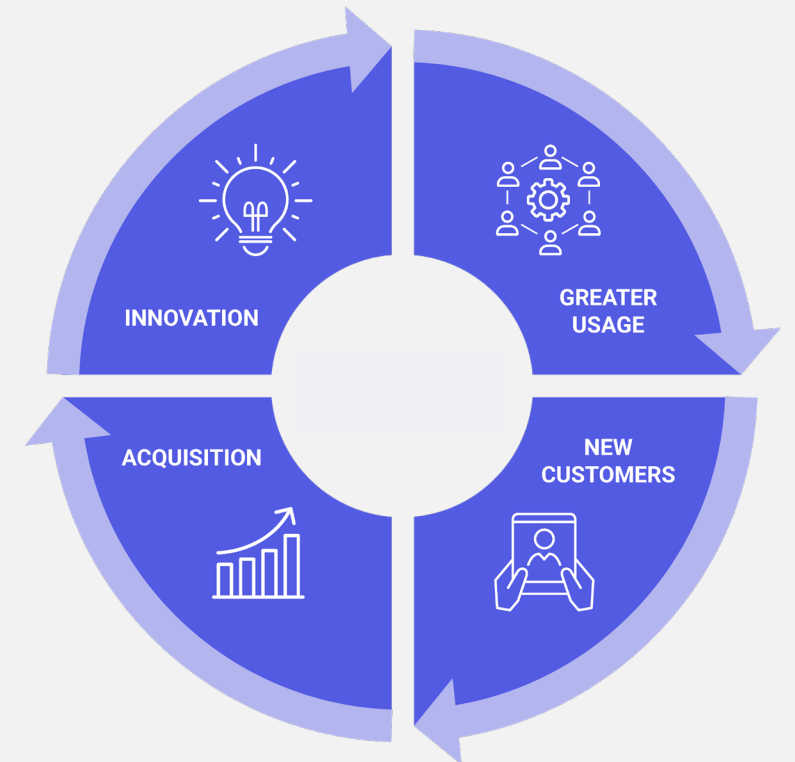 INNOVATION
GREATER
USAGE
ACQUISITION
NEW
CUSTOMERS